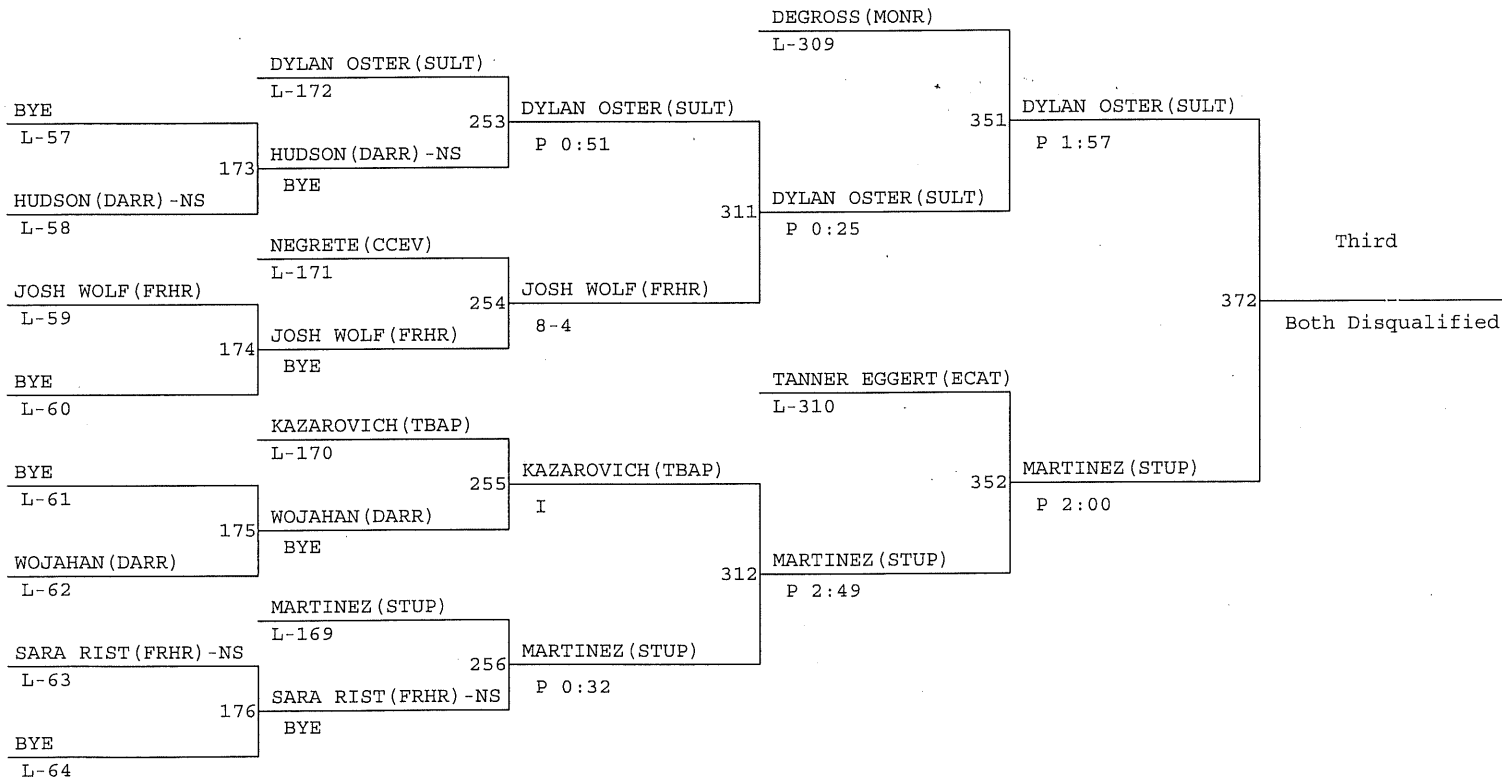 DEGROSS(MONR)
L-309
DYLAN OSTER(SULT)
L-172
BYE
L-57
253
DYLAN OSTER(SULT)
P 0:51
351
DYLAN OSTER(SULT)
P 1:57
173
HUDSON(DARR)-NS
BYE
HUDSON(DARR)-NS
L-58
311
DYLAN OSTER(SULT)
P 0:25
NEGRETE(CCEV)
L-171
Third
JOSH WOLF(FRHR)
L-59
254
JOSH WOLF(FRHR)
8-4
372
Both Disqualified
174
JOSH WOLF(FRHR)
BYE
BYE
L-60
TANNER EGGERT(ECAT)
L-310
KAZAROVICH(TBAP)
L-170
BYE
L-61
255
KAZAROVICH(TBAP)
I
352
MARTINEZ(STUP)
P 2:00
175
WOJAHAN(DARR)
BYE
WOJAHAN(DARR)
L-62
312
MARTINEZ(STUP)
P 2:49
MARTINEZ(STUP)
L-169
SARA RIST(FRHR)-NS
L-63
256
MARTINEZ(STUP)
P 0:32
176
SARA RIST(FRHR)-NS
BYE
BYE
L-64